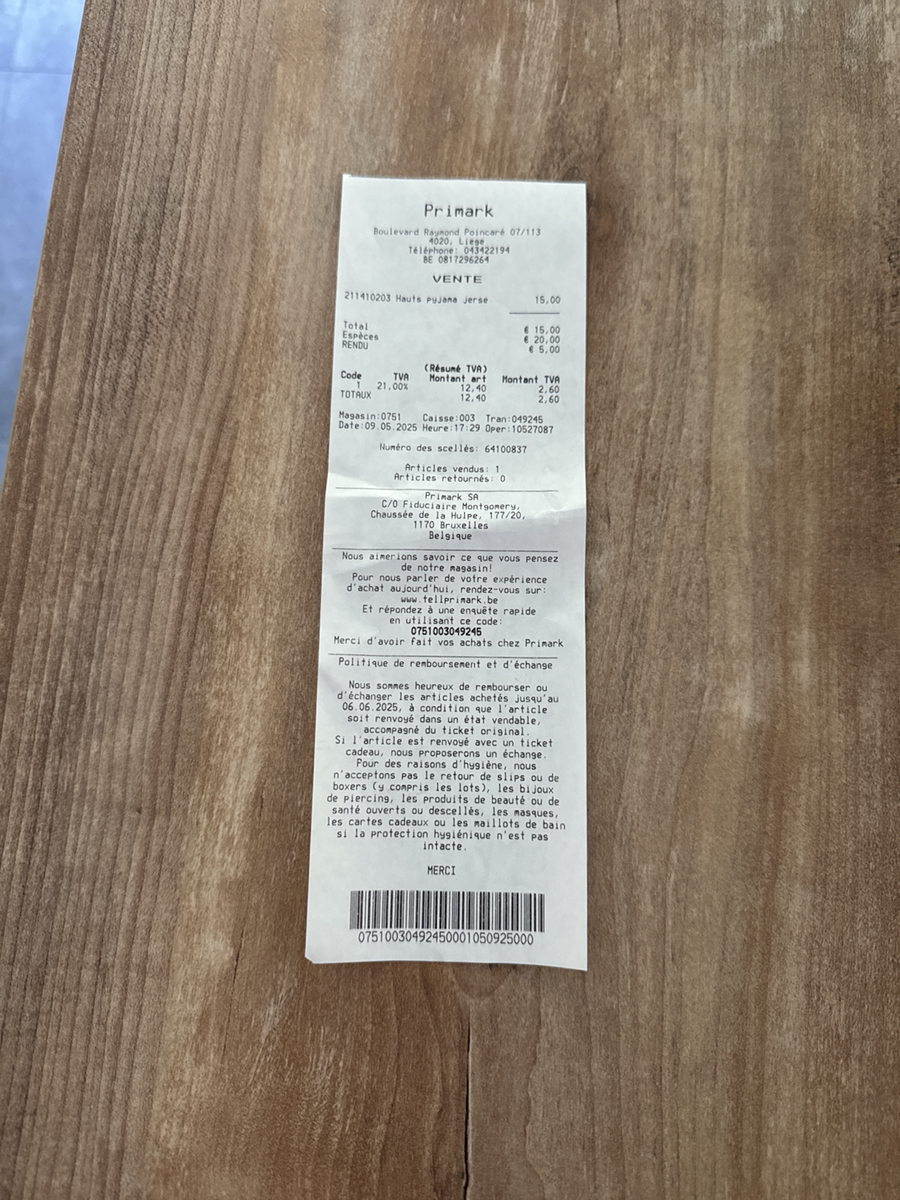 Primark
Boulevard Raymond Poincaré 07/113
4020, Liege
Téléphone: 043422194
BE 0817296264
VENTE
211410203 Hauts pyjama jerse 15,00
Total € 15,00
Espèces € 20,00
RENDU € 5,00
(Résumé TVA)
Code TVA Montant art Montant TVA
1 21,00% 12,40 2,60
TOTAUX 12,40 2,60
Magasin:0751 Caisse:003 Tran:049245
Date:09.05.2025 Heure:17:29 Oper:10527087
Numéro des scellés: 64100837
Articles vendus: 1
Articles retournés: 0
Primark SA
C/O Fiduciaire Montgomery,
Chaussée de la Hulpe, 177/20,
1170 Bruxelles
Belgique
Nous aimerions savoir ce que vous pensez
de notre magasin!
Pour nous parler de votre expérience
d'achat aujourd'hui, rendez-vous sur:
www.tellprimark.be
Et répondez à une enquête rapide
en utilisant ce code:
0751003049245
Merci d'avoir fait vos achats chez Primark
Politique de remboursement et d'échange
Nous sommes heureux de rembourser ou
d'échanger les articles achetés jusqu'au
06.06.2025, à condition que l'article
soit renvoyé dans un état vendable,
accompagné du ticket original.
Si l'article est renvoyé avec un ticket
cadeau, nous proposerons un échange.
Pour des raisons d'hygiène, nous
n'acceptons pas le retour de slips ou de
boxers (y compris les lots), les bijoux
de piercing, les produits de beauté ou de
santé ouverts ou descellés, les masques,
les cartes cadeaux ou les maillots de bain
si la protection hygiénique n'est pas
intacte.
MERCI
07510030492450001050925000